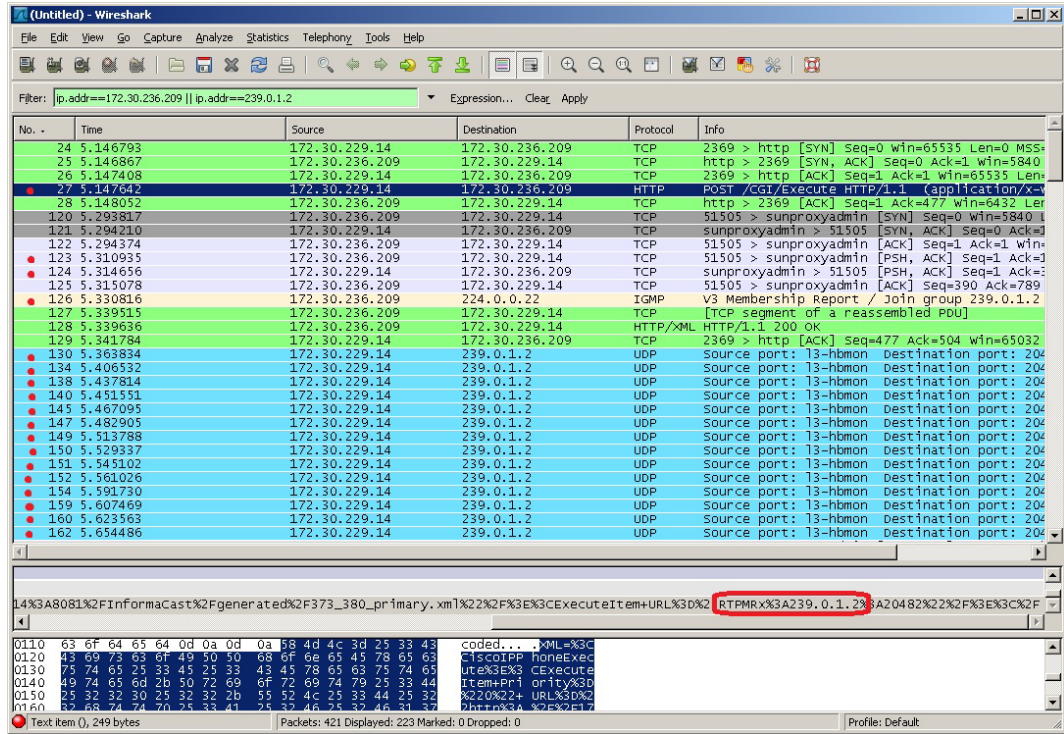 (Untitled) - Wireshark
File Edit View Go Capture Analyze Statistics Telephony Tools Help
Filter: ip.addr==172.30.236.209 || ip.addr==239.0.1.2 Expression... Clear Apply
No. . Time Source Destination Protocol Info
24 5.146793 172.30.229.14 172.30.236.209 TCP 2369 > http [SYN] Seq=0 Win=65535 Len=0 MSS=
25 5.146867 172.30.236.209 172.30.229.14 TCP http > 2369 [SYN, ACK] Seq=0 Ack=1 Win=5840
26 5.147408 172.30.229.14 172.30.236.209 TCP 2369 > http [ACK] Seq=1 Ack=1 Win=65535 Len=
27 5.147642 172.30.229.14 172.30.236.209 HTTP POST /CGI/Execute HTTP/1.1 (application/x-w
28 5.148052 172.30.236.209 172.30.229.14 TCP http > 2369 [ACK] Seq=1 Ack=477 Win=6432 Len
120 5.293817 172.30.236.209 172.30.229.14 TCP 51505 > sunproxyadmin [SYN] Seq=0 Win=5840 L
121 5.294210 172.30.229.14 172.30.236.209 TCP sunproxyadmin > 51505 [SYN, ACK] Seq=0 Ack=1
122 5.294374 172.30.236.209 172.30.229.14 TCP 51505 > sunproxyadmin [ACK] Seq=1 Ack=1 Win=
123 5.310935 172.30.236.209 172.30.229.14 TCP 51505 > sunproxyadmin [PSH, ACK] Seq=1 Ack=1
124 5.314656 172.30.229.14 172.30.236.209 TCP sunproxyadmin > 51505 [PSH, ACK] Seq=1 Ack=3
125 5.315078 172.30.236.209 172.30.229.14 TCP 51505 > sunproxyadmin [ACK] Seq=390 Ack=789
126 5.330816 172.30.236.209 224.0.0.22 IGMP V3 Membership Report / Join group 239.0.1.2
127 5.339515 172.30.236.209 172.30.229.14 TCP [TCP segment of a reassembled PDU]
128 5.339636 172.30.236.209 172.30.229.14 HTTP/XML HTTP/1.1 200 OK
129 5.341784 172.30.229.14 172.30.236.209 TCP 2369 > http [ACK] Seq=477 Ack=504 Win=65032
130 5.363834 172.30.229.14 239.0.1.2 UDP Source port: l3-hbmon Destination port: 204
134 5.406532 172.30.229.14 239.0.1.2 UDP Source port: l3-hbmon Destination port: 204
138 5.437814 172.30.229.14 239.0.1.2 UDP Source port: l3-hbmon Destination port: 204
140 5.451551 172.30.229.14 239.0.1.2 UDP Source port: l3-hbmon Destination port: 204
145 5.467095 172.30.229.14 239.0.1.2 UDP Source port: l3-hbmon Destination port: 204
147 5.482905 172.30.229.14 239.0.1.2 UDP Source port: l3-hbmon Destination port: 204
149 5.513788 172.30.229.14 239.0.1.2 UDP Source port: l3-hbmon Destination port: 204
150 5.529337 172.30.229.14 239.0.1.2 UDP Source port: l3-hbmon Destination port: 204
151 5.545102 172.30.229.14 239.0.1.2 UDP Source port: l3-hbmon Destination port: 204
152 5.561026 172.30.229.14 239.0.1.2 UDP Source port: l3-hbmon Destination port: 204
154 5.591730 172.30.229.14 239.0.1.2 UDP Source port: l3-hbmon Destination port: 204
159 5.607469 172.30.229.14 239.0.1.2 UDP Source port: l3-hbmon Destination port: 204
160 5.623563 172.30.229.14 239.0.1.2 UDP Source port: l3-hbmon Destination port: 204
162 5.654486 172.30.229.14 239.0.1.2 UDP Source port: l3-hbmon Destination port: 204
14%3A8081%2FInformaCast%2Fgenerated%2F373_380_primary.xml%22%2F%3E%3CExecuteItem+URL%3D%2 RTPMRx%3A239.0.1.2%3A20482%22%2F%3E%3C%2F
0110 63 6f 64 65 64 0d 0a 0d 0a 58 4d 4c 3d 25 33 43 coded... .XML=%3C
0120 43 69 73 63 6f 49 50 50 68 6f 6e 65 45 78 65 63 CiscoIPP honeExec
0130 75 74 65 25 33 45 25 33 43 45 78 65 63 75 74 65 ute%3E%3 CExecute
0140 49 74 65 6d 2b 50 72 69 6f 72 69 74 79 25 33 44 Item+Pri ority%3D
0150 25 32 32 30 25 32 32 2b 55 52 4c 25 33 44 25 32 %220%22+ URL%3D%2
0160 32 68 74 74 70 25 33 41 25 32 46 25 32 46 31 37 2http%3A %2F%2F17
Text item (), 249 bytes Packets: 421 Displayed: 223 Marked: 0 Dropped: 0 Profile: Default